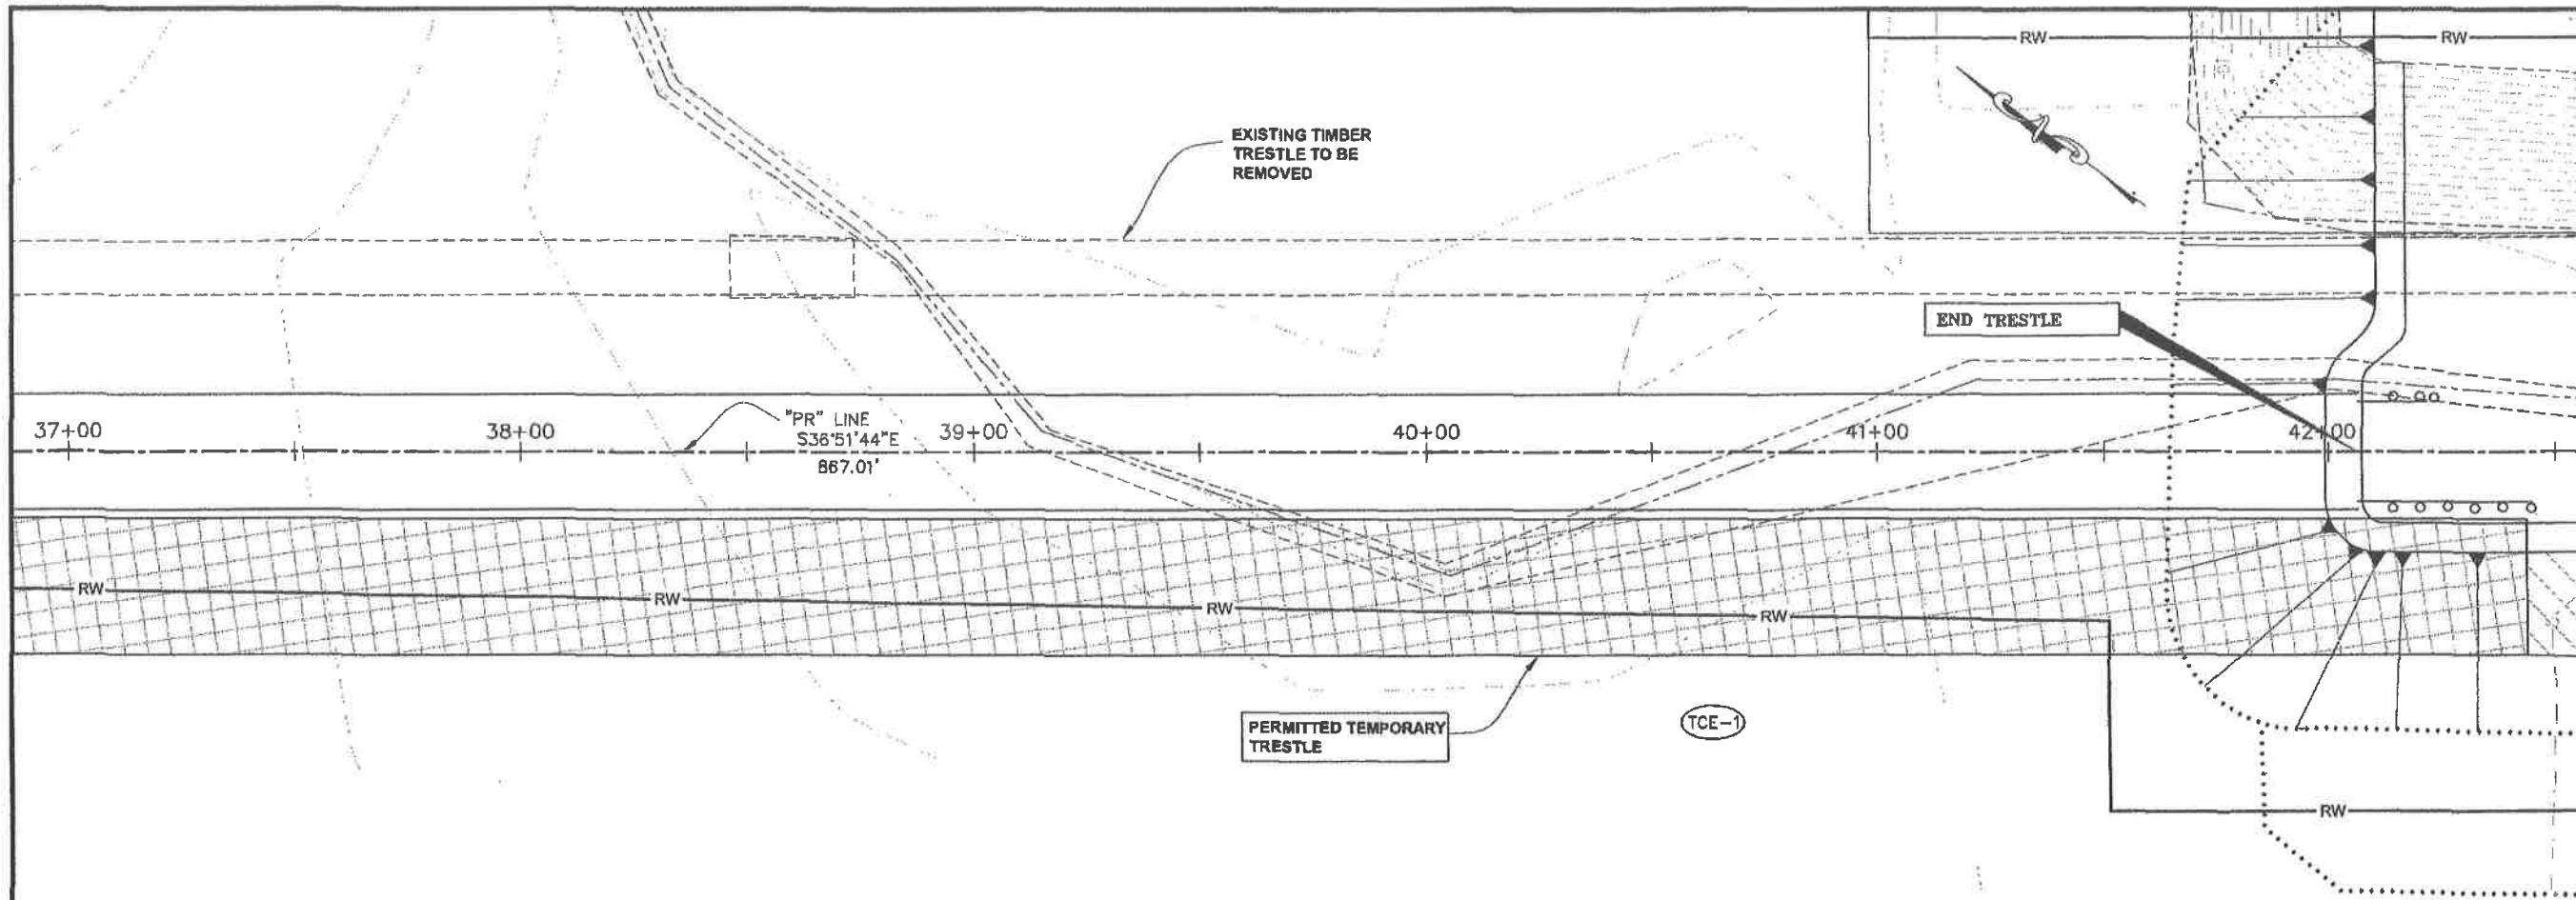 RW
RW
EXISTING TIMBER
TRESTLE TO BE
REMOVED
END TRESTLE
"PR" LINE
S36°51'44"E
867.01'
37+00
38+00
39+00
40+00
41+00
42+00
RW
RW
RW
RW
PERMITTED TEMPORARY
TRESTLE
TCE-1
RW